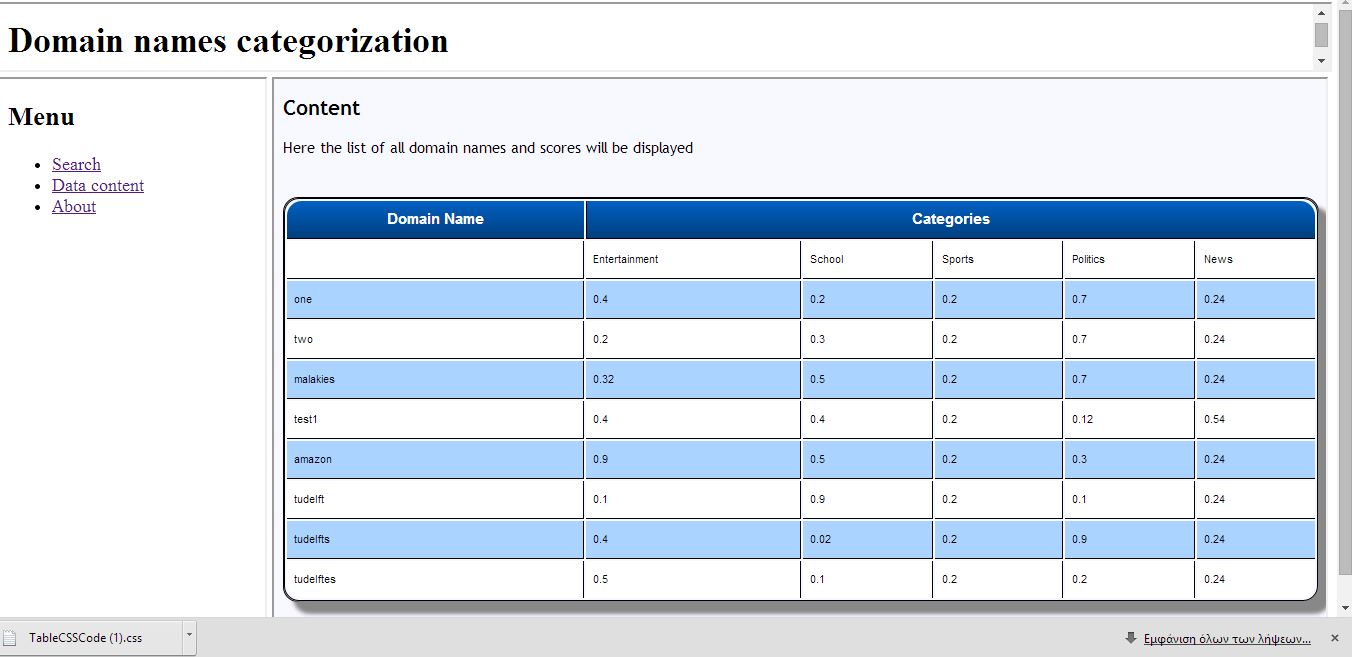 Domain names categorization
Menu
Search
Data content
About
Content
Here the list of all domain names and scores will be displayed
Domain Name Categories
Entertainment School Sports Politics News
one 0.4 0.2 0.2 0.7 0.24
two 0.2 0.3 0.2 0.7 0.24
malakies 0.32 0.5 0.2 0.7 0.24
test1 0.4 0.4 0.2 0.12 0.54
amazon 0.9 0.5 0.2 0.3 0.24
tudelft 0.1 0.9 0.2 0.1 0.24
tudelfts 0.4 0.02 0.2 0.9 0.24
tudelftes 0.5 0.1 0.2 0.2 0.24
TableCSSCode (1).css Εμφάνιση όλων των λήψεων...